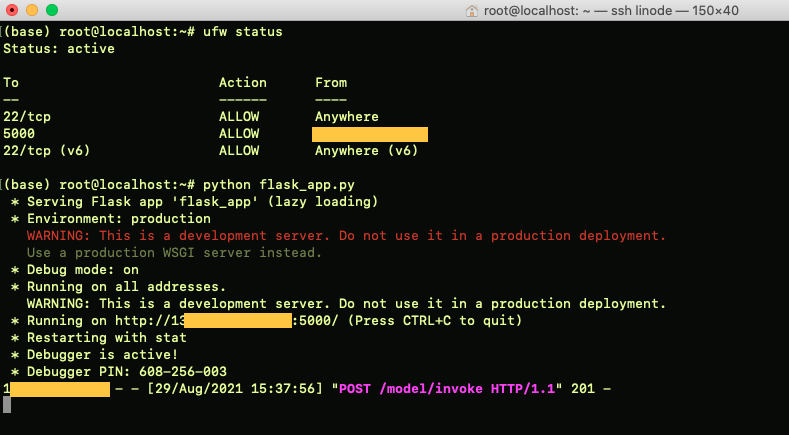 root@localhost: ~ — ssh linode — 150×40
(base) root@localhost:~# ufw status
Status: active
To Action From
-- ------ ----
22/tcp ALLOW Anywhere
5000 ALLOW
22/tcp (v6) ALLOW Anywhere (v6)
(base) root@localhost:~# python flask_app.py
* Serving Flask app 'flask_app' (lazy loading)
* Environment: production
WARNING: This is a development server. Do not use it in a production deployment.
Use a production WSGI server instead.
* Debug mode: on
* Running on all addresses.
WARNING: This is a development server. Do not use it in a production deployment.
* Running on http://13 :5000/ (Press CTRL+C to quit)
* Restarting with stat
* Debugger is active!
* Debugger PIN: 608-256-003
1 - - [29/Aug/2021 15:37:56] "POST /model/invoke HTTP/1.1" 201 -